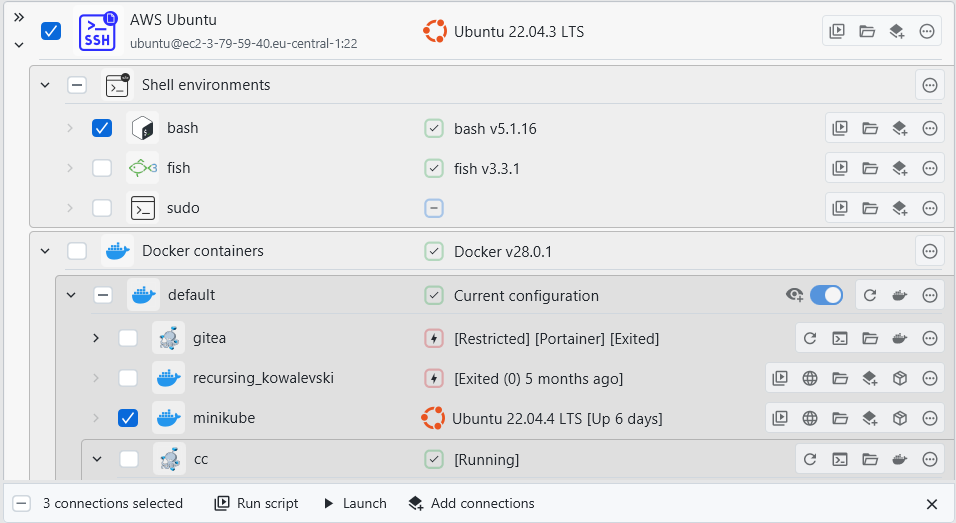 AWS Ubuntu
SSH
ubuntu@ec2-3-79-59-40.eu-central-1:22
Ubuntu 22.04.3 LTS
Shell environments
bash
bash v5.1.16
fish
fish v3.3.1
sudo
Docker containers
Docker v28.0.1
default
Current configuration
gitea
[Restricted] [Portainer] [Exited]
recursing_kowalevski
[Exited (0) 5 months ago]
minikube
Ubuntu 22.04.4 LTS [Up 6 days]
cc
[Running]
3 connections selected
Run script
Launch
Add connections